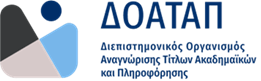 ΔΟΑΤΑΠ
Διεπιστημονικός Οργανισμός
Αναγνώρισης Τίτλων Ακαδημαϊκών
και Πληροφόρησης